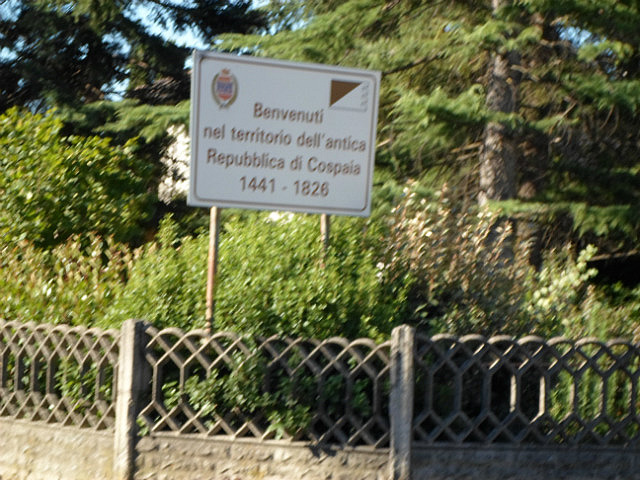 Benvenuti
nel territorio dell'antica
Repubblica di Cospaia
1441 - 1826